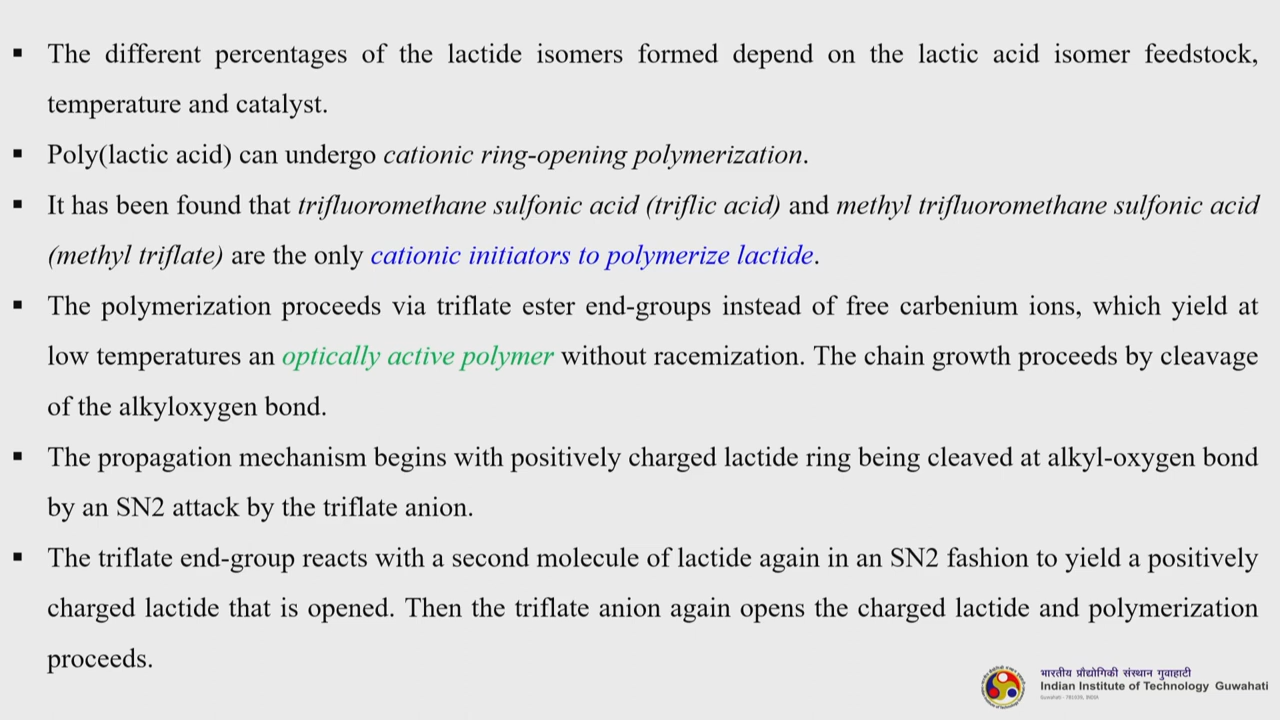 ▪ The different percentages of the lactide isomers formed depend on the lactic acid isomer feedstock,
temperature and catalyst.
▪ Poly(lactic acid) can undergo cationic ring-opening polymerization.
▪ It has been found that trifluoromethane sulfonic acid (triflic acid) and methyl trifluoromethane sulfonic acid
(methyl triflate) are the only cationic initiators to polymerize lactide.
▪ The polymerization proceeds via triflate ester end-groups instead of free carbenium ions, which yield at
low temperatures an optically active polymer without racemization. The chain growth proceeds by cleavage
of the alkyloxygen bond.
▪ The propagation mechanism begins with positively charged lactide ring being cleaved at alkyl-oxygen bond
by an SN2 attack by the triflate anion.
▪ The triflate end-group reacts with a second molecule of lactide again in an SN2 fashion to yield a positively
charged lactide that is opened. Then the triflate anion again opens the charged lactide and polymerization
proceeds.
भारतीय प्रौद्योगिकी संस्थान गुवाहाटी
Indian Institute of Technology Guwahati
Guwahati - 781039, INDIA